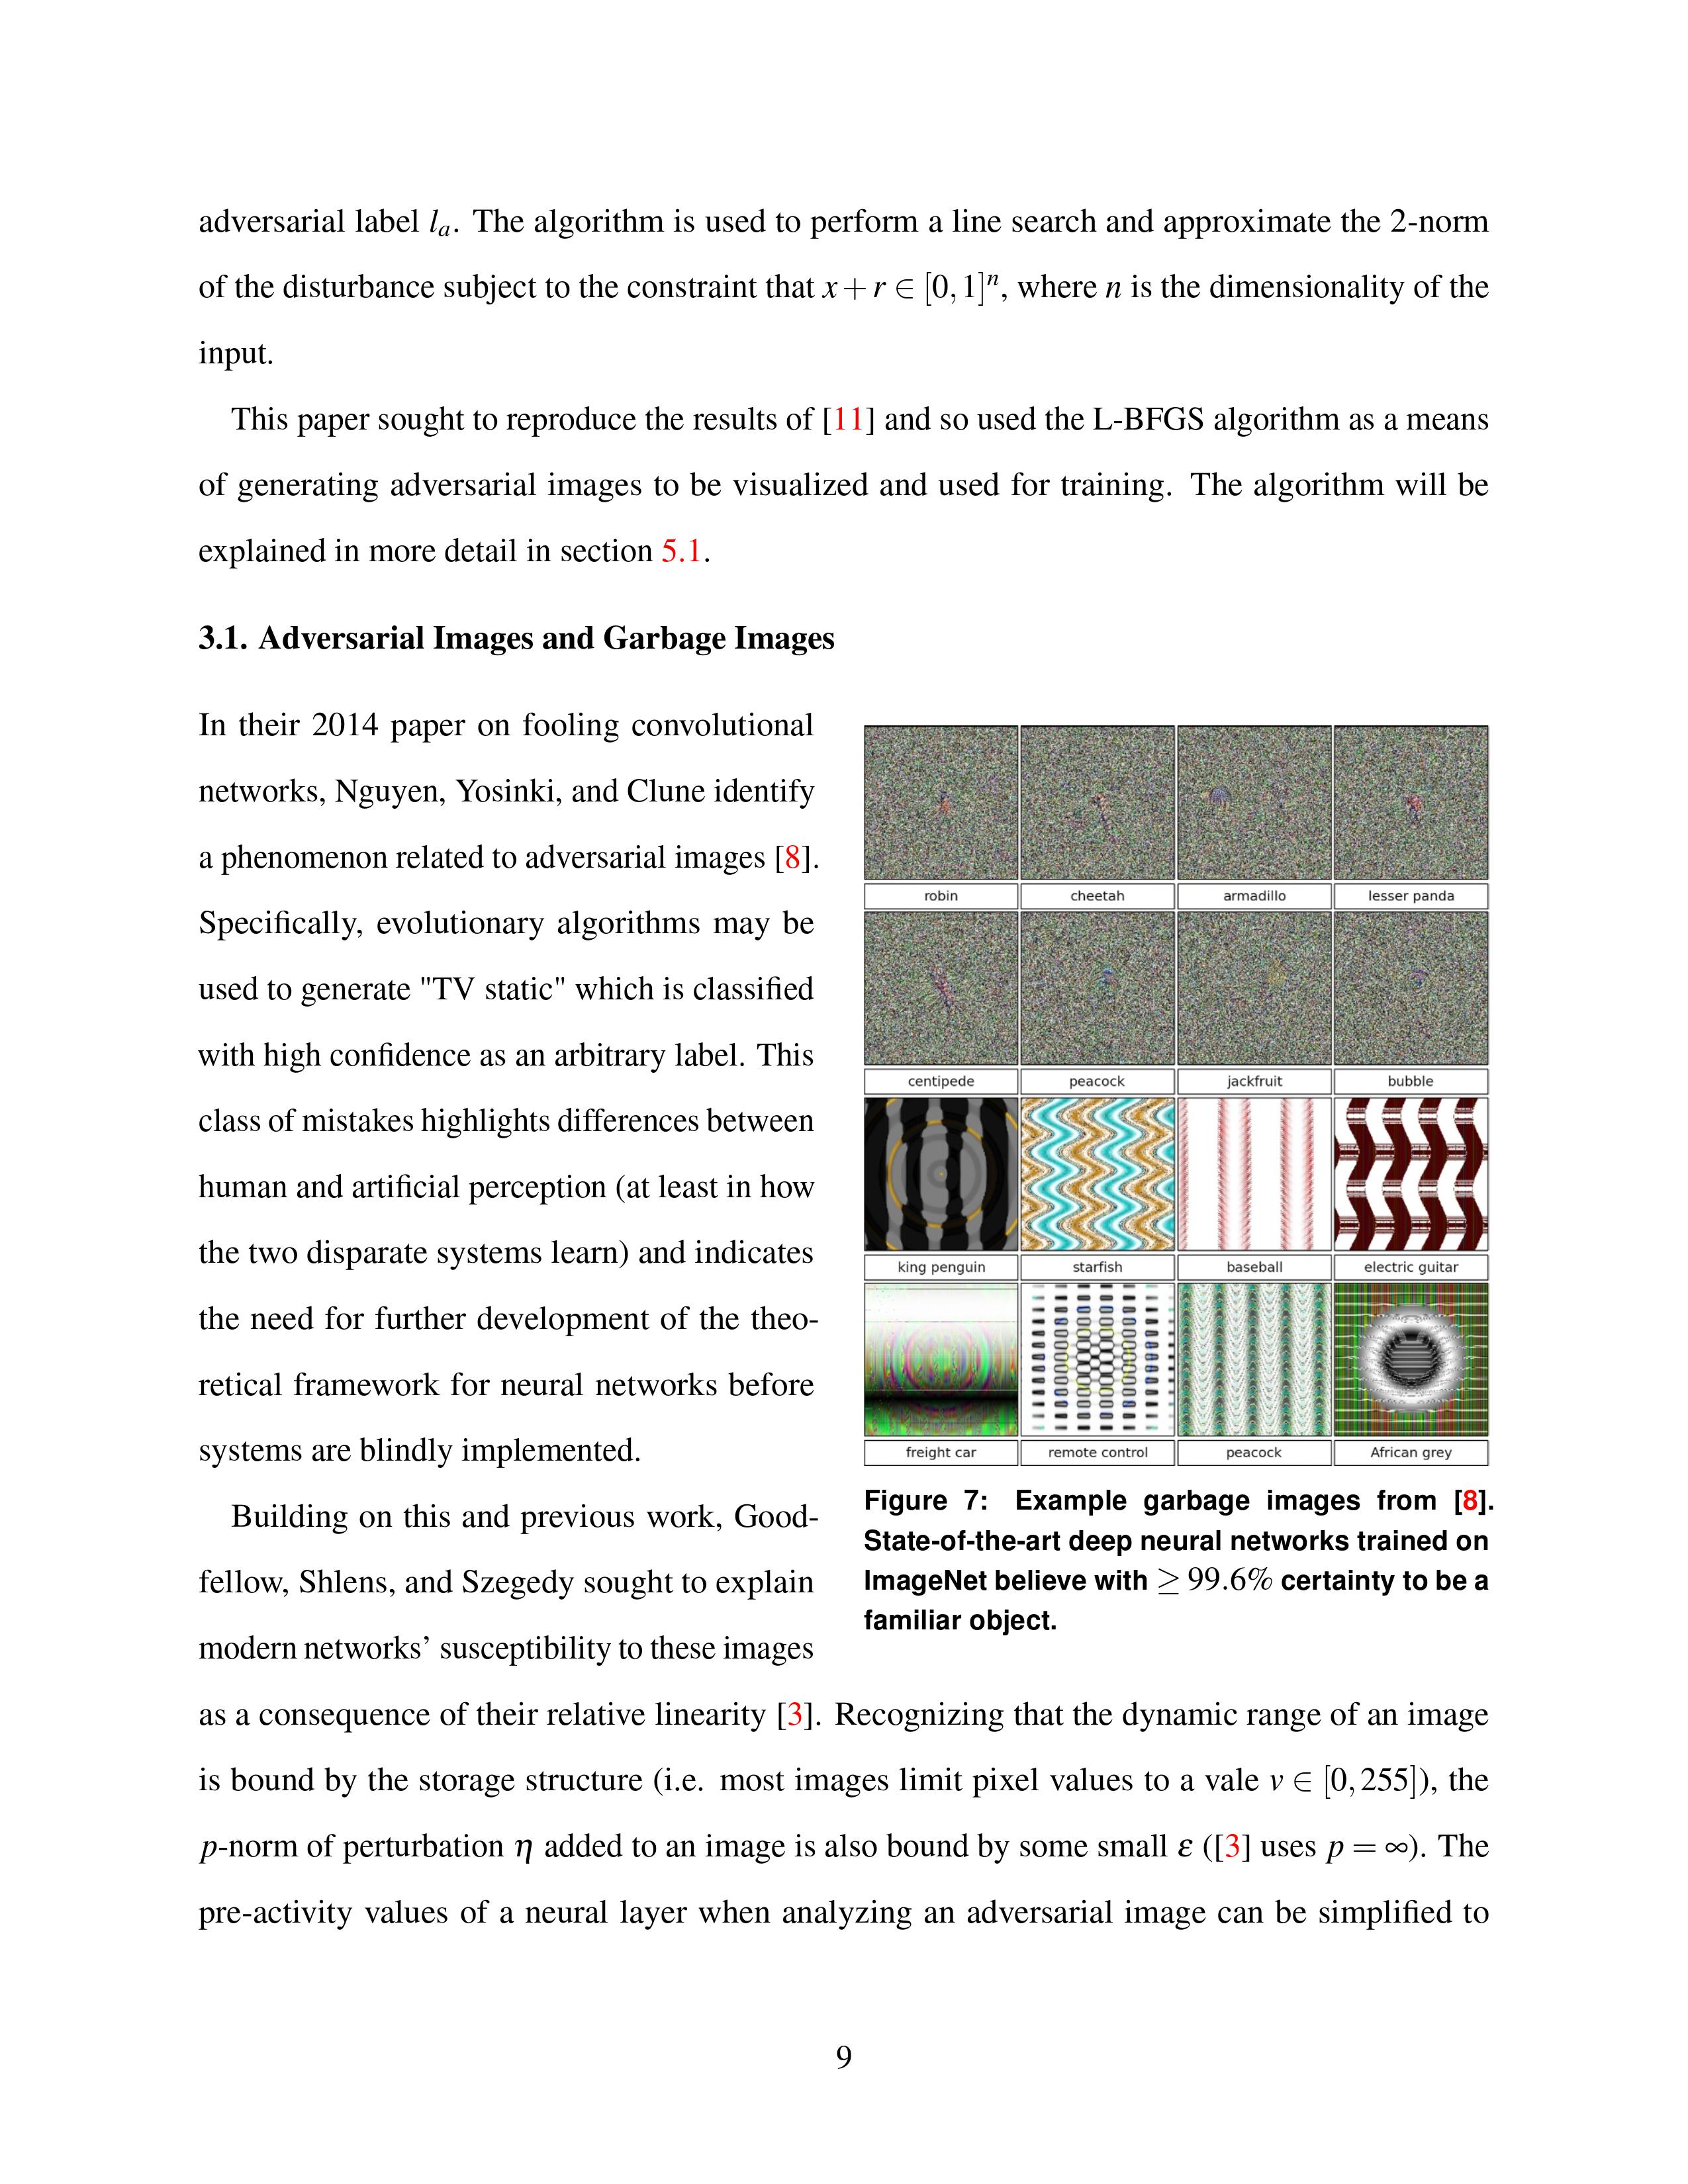 adversarial label la. The algorithm is used to perform a line search and approximate the 2-norm
of the disturbance subject to the constraint that x + r ∈ [0, 1]ⁿ, where n is the dimensionality of the
input.
This paper sought to reproduce the results of [11] and so used the L-BFGS algorithm as a means
of generating adversarial images to be visualized and used for training. The algorithm will be
explained in more detail in section 5.1.
3.1. Adversarial Images and Garbage Images
In their 2014 paper on fooling convolutional
networks, Nguyen, Yosinki, and Clune identify
a phenomenon related to adversarial images [8].
Specifically, evolutionary algorithms may be
used to generate "TV static" which is classified
with high confidence as an arbitrary label. This
class of mistakes highlights differences between
human and artificial perception (at least in how
the two disparate systems learn) and indicates
the need for further development of the theo-
retical framework for neural networks before
systems are blindly implemented.
Building on this and previous work, Good-
fellow, Shlens, and Szegedy sought to explain
modern networks' susceptibility to these images
robin cheetah armadillo lesser panda
centipede peacock jackfruit bubble
king penguin starfish baseball electric guitar
freight car remote control peacock African grey
Figure 7: Example garbage images from [8].
State-of-the-art deep neural networks trained on
ImageNet believe with ≥ 99.6% certainty to be a
familiar object.
as a consequence of their relative linearity [3]. Recognizing that the dynamic range of an image
is bound by the storage structure (i.e. most images limit pixel values to a vale v ∈ [0, 255]), the
p-norm of perturbation η added to an image is also bound by some small ε ([3] uses p = ∞). The
pre-activity values of a neural layer when analyzing an adversarial image can be simplified to
9